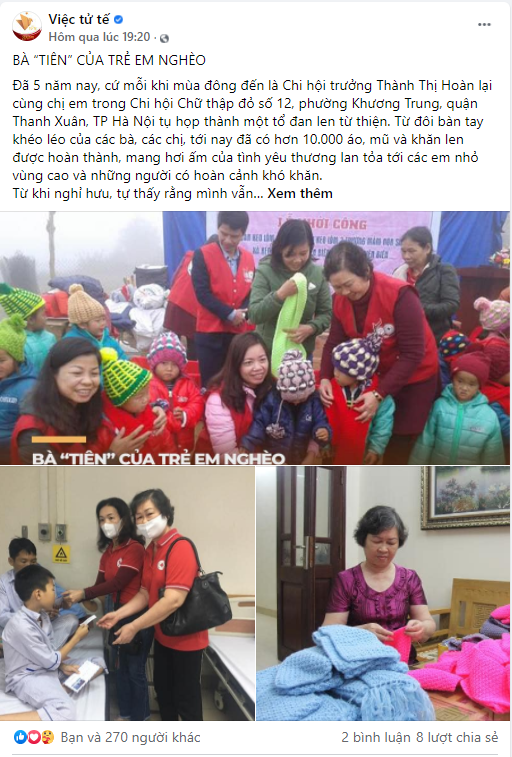 Việc tử tế
Hôm qua lúc 19:20
BÀ “TIÊN” CỦA TRẺ EM NGHÈO
Đã 5 năm nay, cứ mỗi khi mùa đông đến là Chi hội trưởng Thành Thị Hoàn lại
cùng chị em trong Chi hội Chữ thập đỏ số 12, phường Khương Trung, quận
Thanh Xuân, TP Hà Nội tụ họp thành một tổ đan len từ thiện. Từ đôi bàn tay
khéo léo của các bà, các chị, tới nay đã có hơn 10.000 áo, mũ và khăn len
được hoàn thành, mang hơi ấm của tình yêu thương lan tỏa tới các em nhỏ
vùng cao và những người có hoàn cảnh khó khăn.
Từ khi nghỉ hưu, tự thấy rằng mình vẫn... Xem thêm
LỄ KHỞI CÔNG
BÀ “TIÊN” CỦA TRẺ EM NGHÈO
Bạn và 270 người khác
2 bình luận 8 lượt chia sẻ